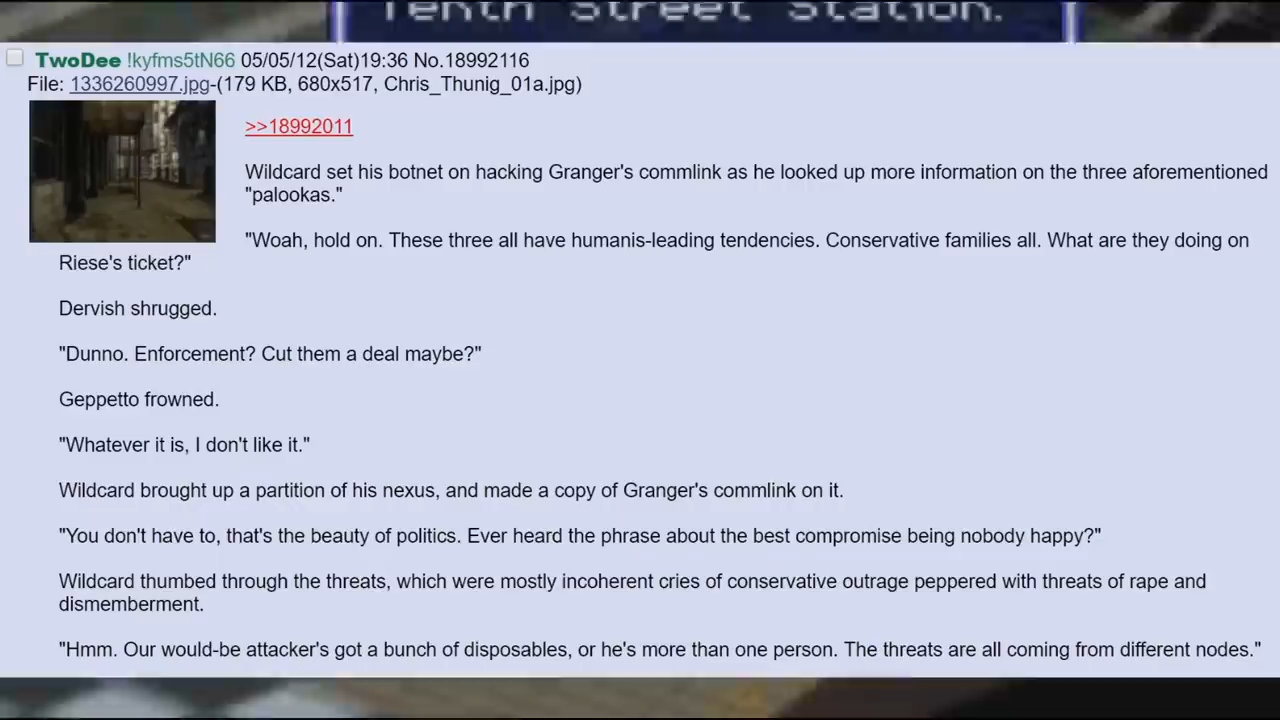 Tenth Street Station.
TwoDee !kyfms5tN66 05/05/12(Sat)19:36 No.18992116
File: 1336260997.jpg-(179 KB, 680x517, Chris_Thunig_01a.jpg)
>>18992011
Wildcard set his botnet on hacking Granger's commlink as he looked up more information on the three aforementioned
"palookas."
"Woah, hold on. These three all have humanis-leading tendencies. Conservative families all. What are they doing on
Riese's ticket?"
Dervish shrugged.
"Dunno. Enforcement? Cut them a deal maybe?"
Geppetto frowned.
"Whatever it is, I don't like it."
Wildcard brought up a partition of his nexus, and made a copy of Granger's commlink on it.
"You don't have to, that's the beauty of politics. Ever heard the phrase about the best compromise being nobody happy?"
Wildcard thumbed through the threats, which were mostly incoherent cries of conservative outrage peppered with threats of rape and
dismemberment.
"Hmm. Our would-be attacker's got a bunch of disposables, or he's more than one person. The threats are all coming from different nodes."